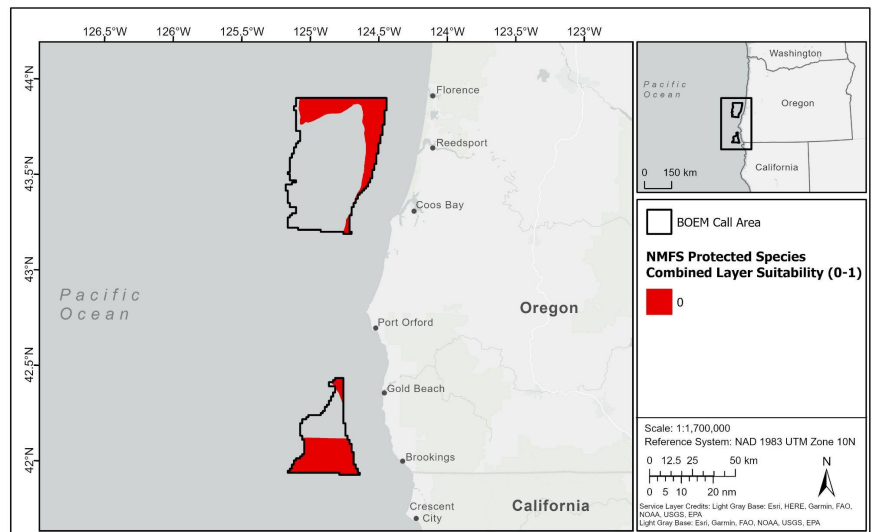 126.5°W
126°W
125.5°W
125°W
124.5°W
124°W
123.5°W
123°W
44°N
43.5°N
43°N
42.5°N
42°N
Florence
Reedsport
Coos Bay
Pacific
Ocean
Oregon
Port Orford
Gold Beach
Brookings
Crescent
City
California
Washington
Pacific
Ocean
Oregon
California
0 150 km
BOEM Call Area
NMFS Protected Species
Combined Layer Suitability (0-1)
0
Scale: 1:1,700,000
Reference System: NAD 1983 UTM Zone 10N
0 12.5 25 50 km
N
0 5 10 20 nm
Service Layer Credits: Light Gray Base: Esri, HERE, Garmin, FAO,
NOAA, USGS, EPA
Light Gray Base: Esri, Garmin, FAO, NOAA, USGS, EPA